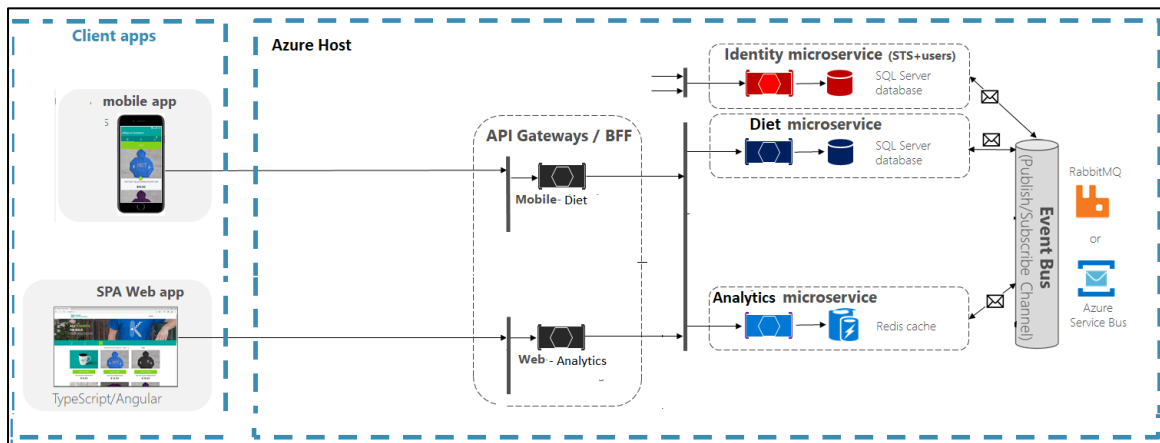 Client apps
mobile app
s
SPA Web app
TypeScript/Angular
Azure Host
API Gateways / BFF
Mobile - Diet
Web - Analytics
Identity microservice (STS+users)
SQL Server
database
Diet microservice
SQL Server
database
Analytics microservice
Redis cache
Event Bus
(Publish/Subscribe Channel)
RabbitMQ
or
Azure
Service Bus